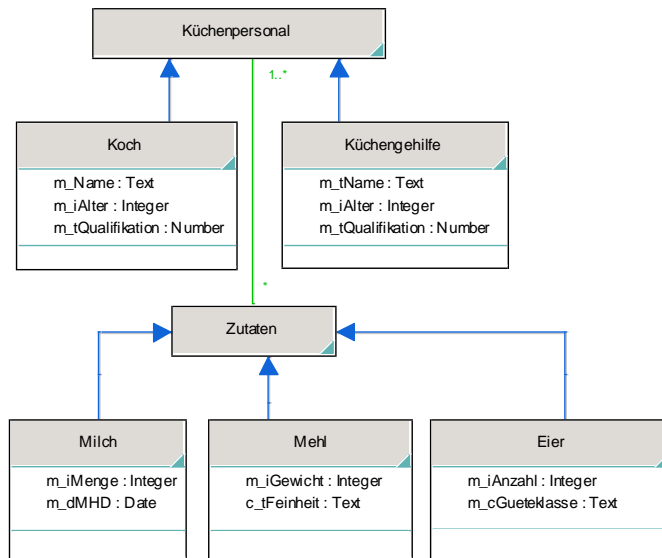 Küchenpersonal
1..*
Koch
m_Name : Text
m_iAlter : Integer
m_tQualifikation : Number
Küchengehilfe
m_tName : Text
m_iAlter : Integer
m_tQualifikation : Number
*
Zutaten
Milch
m_iMenge : Integer
m_dMHD : Date
Mehl
m_iGewicht : Integer
c_tFeinheit : Text
Eier
m_iAnzahl : Integer
m_cGueteklasse : Text